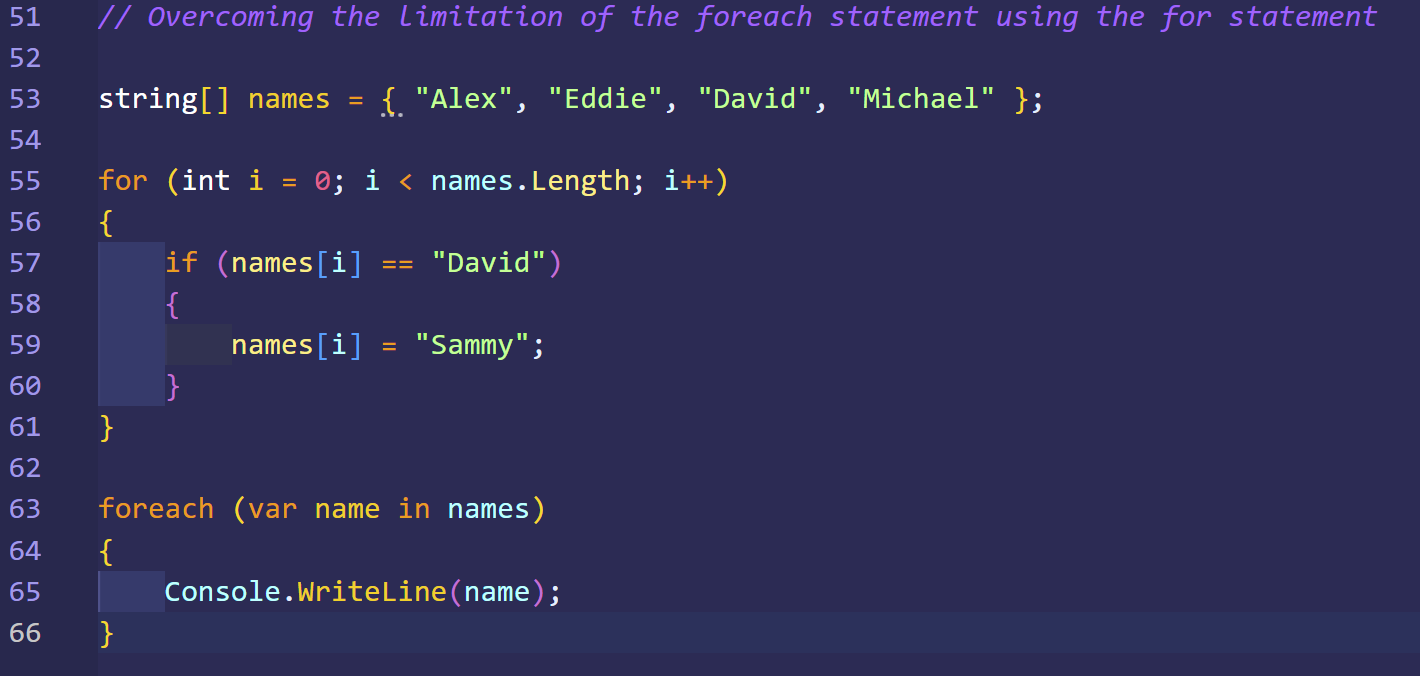 51 // Overcoming the limitation of the foreach statement using the for statement
52
53 string[] names = { "Alex", "Eddie", "David", "Michael" };
54
55 for (int i = 0; i < names.Length; i++)
56 {
57     if (names[i] == "David")
58     {
59         names[i] = "Sammy";
60     }
61 }
62
63 foreach (var name in names)
64 {
65     Console.WriteLine(name);
66 }